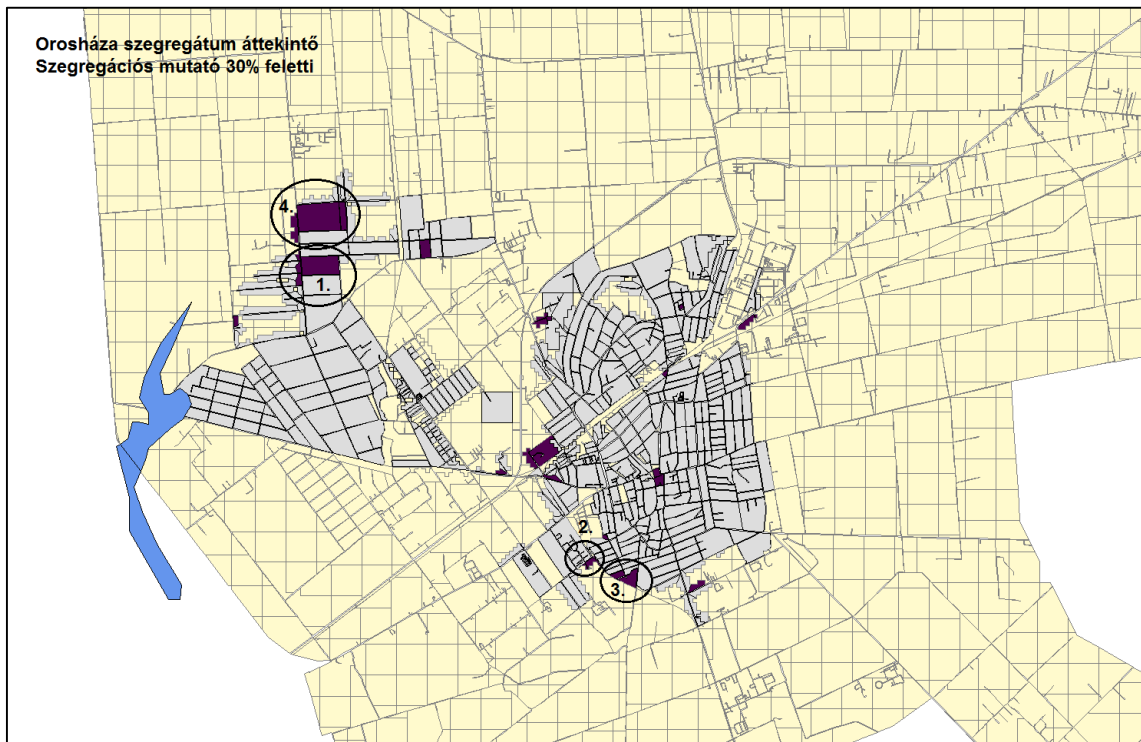 Orosháza szegregátum áttekintő
Szegregációs mutató 30% feletti
4.
1.
2.
3.